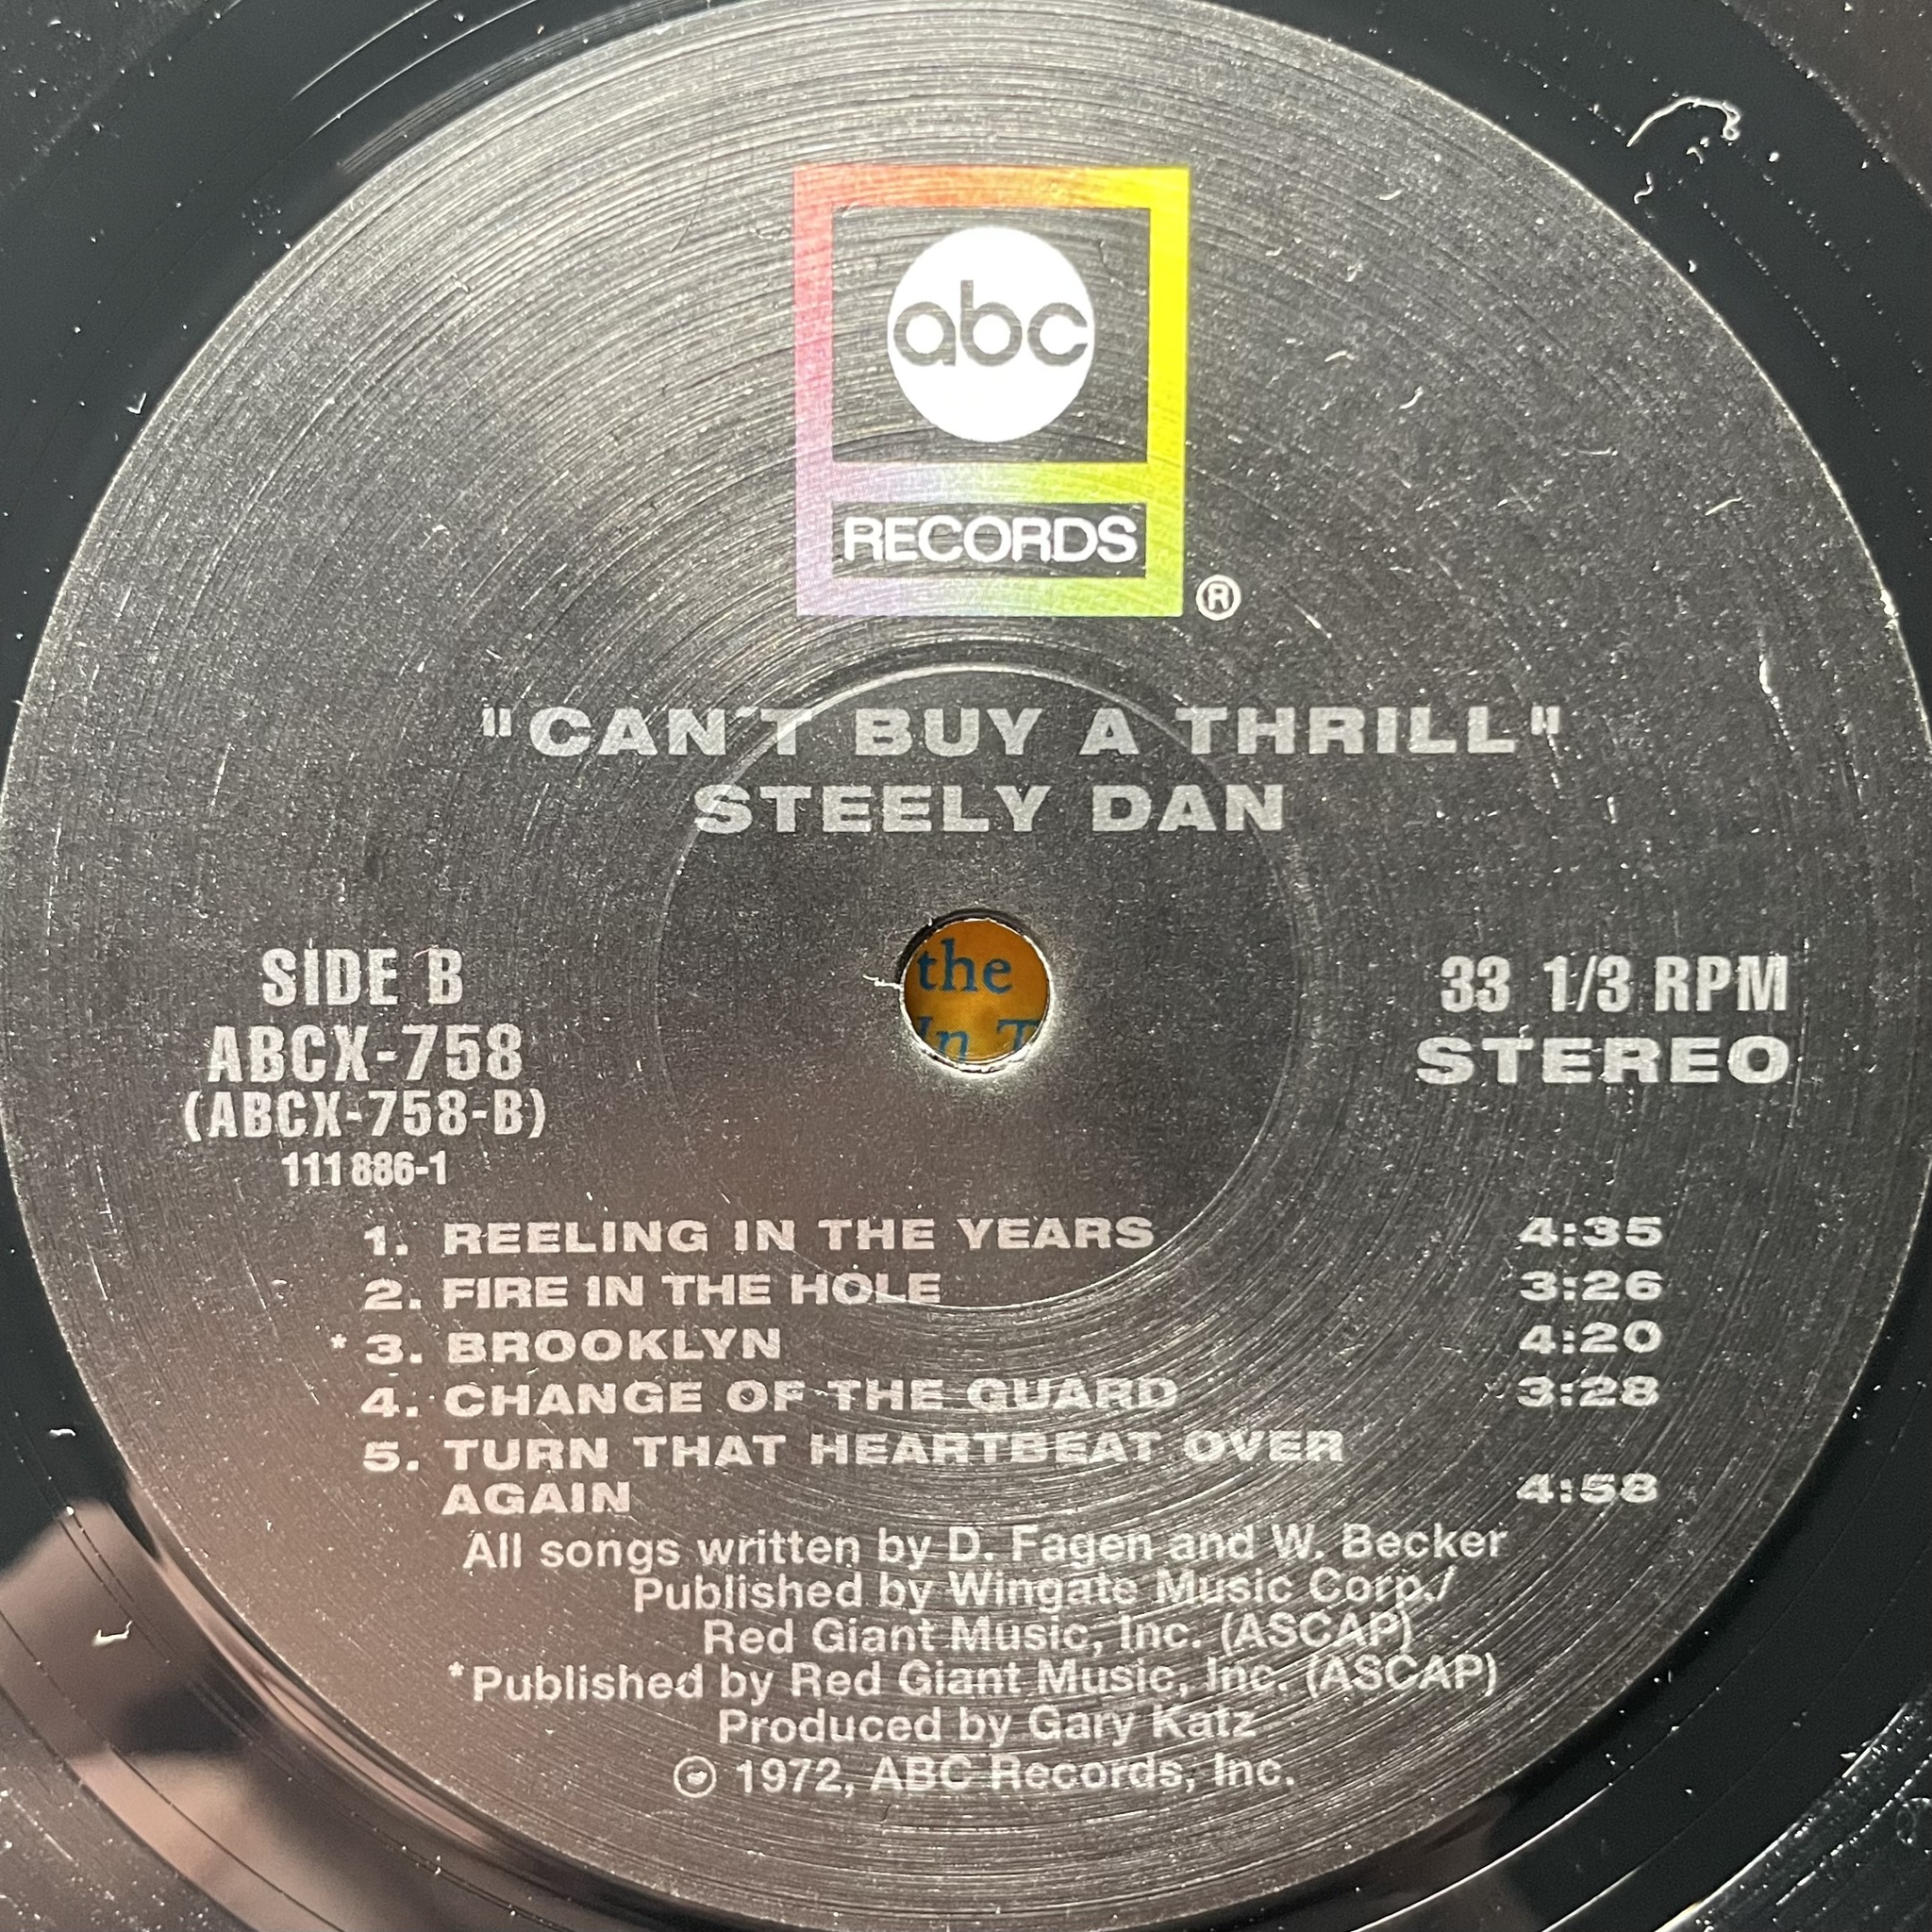 abc
RECORDS
®
"CAN'T BUY A THRILL"
STEELY DAN
the
In T
SIDE B
ABCX-758
(ABCX-758-B)
111 886-1
33 1/3 RPM
STEREO
1. REELING IN THE YEARS 4:35
2. FIRE IN THE HOLE 3:26
*3. BROOKLYN 4:20
4. CHANGE OF THE GUARD 3:28
5. TURN THAT HEARTBEAT OVER
AGAIN 4:58
All songs written by D. Fagen and W. Becker
Published by Wingate Music Corp./
Red Giant Music, Inc. (ASCAP)
*Published by Red Giant Music, Inc. (ASCAP)
Produced by Gary Katz
℗ 1972, ABC Records, Inc.